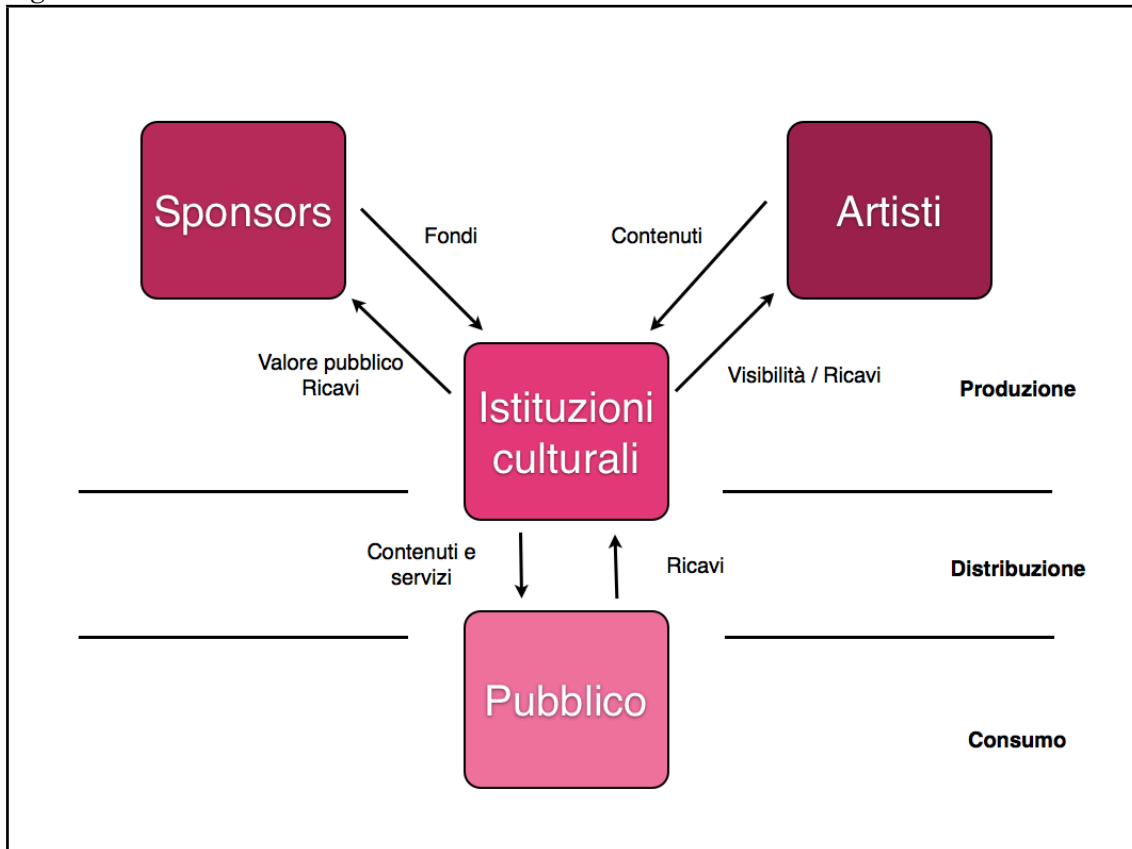 Sponsors
Artisti
Fondi
Contenuti
Valore pubblico
Ricavi
Visibilità / Ricavi
Produzione
Istituzioni
culturali
Contenuti e
servizi
Ricavi
Distribuzione
Pubblico
Consumo